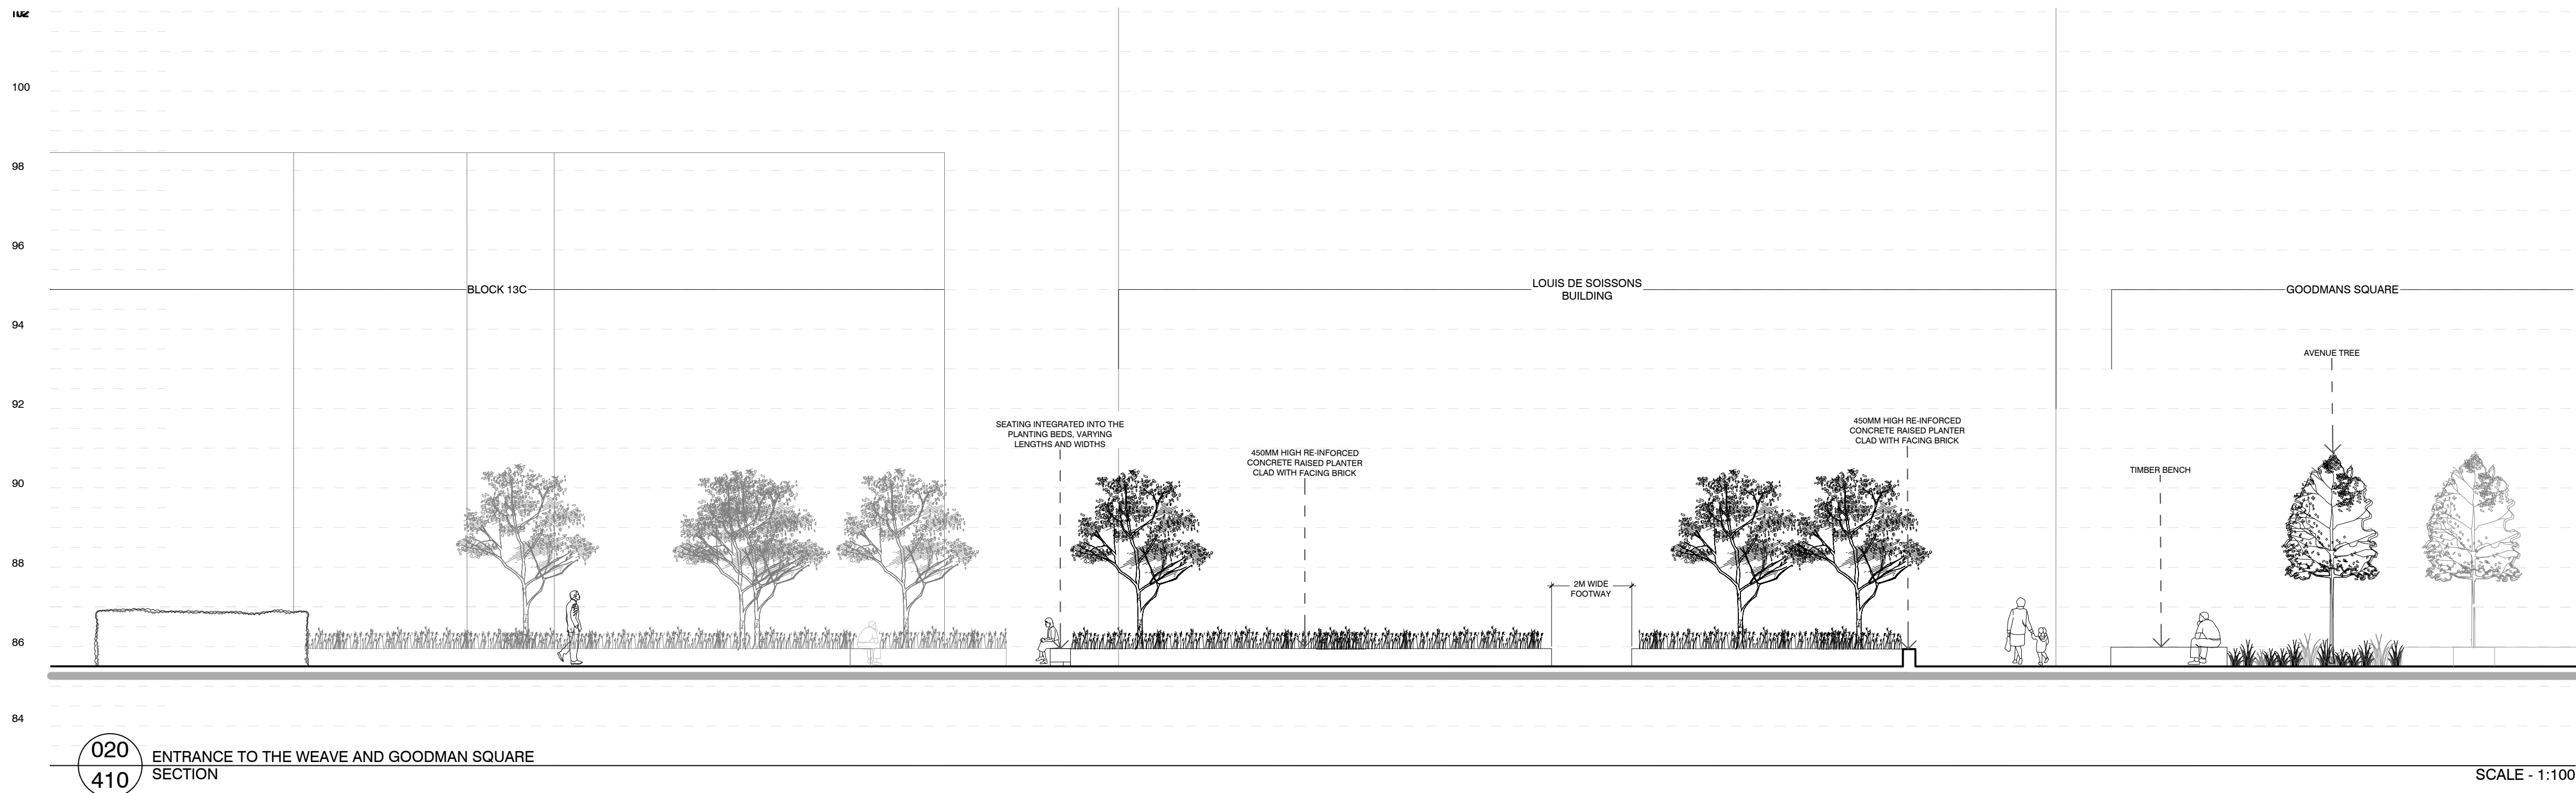 102
100
98
96
94
92
90
88
86
84
BLOCK 13C
LOUIS DE SOISSONS
BUILDING
GOODMANS SQUARE
AVENUE TREE
SEATING INTEGRATED INTO THE
PLANTING BEDS, VARYING
LENGTHS AND WIDTHS
450MM HIGH RE-INFORCED
CONCRETE RAISED PLANTER
CLAD WITH FACING BRICK
450MM HIGH RE-INFORCED
CONCRETE RAISED PLANTER
CLAD WITH FACING BRICK
TIMBER BENCH
2M WIDE
FOOTWAY
020
410
ENTRANCE TO THE WEAVE AND GOODMAN SQUARE
SECTION
SCALE - 1:100